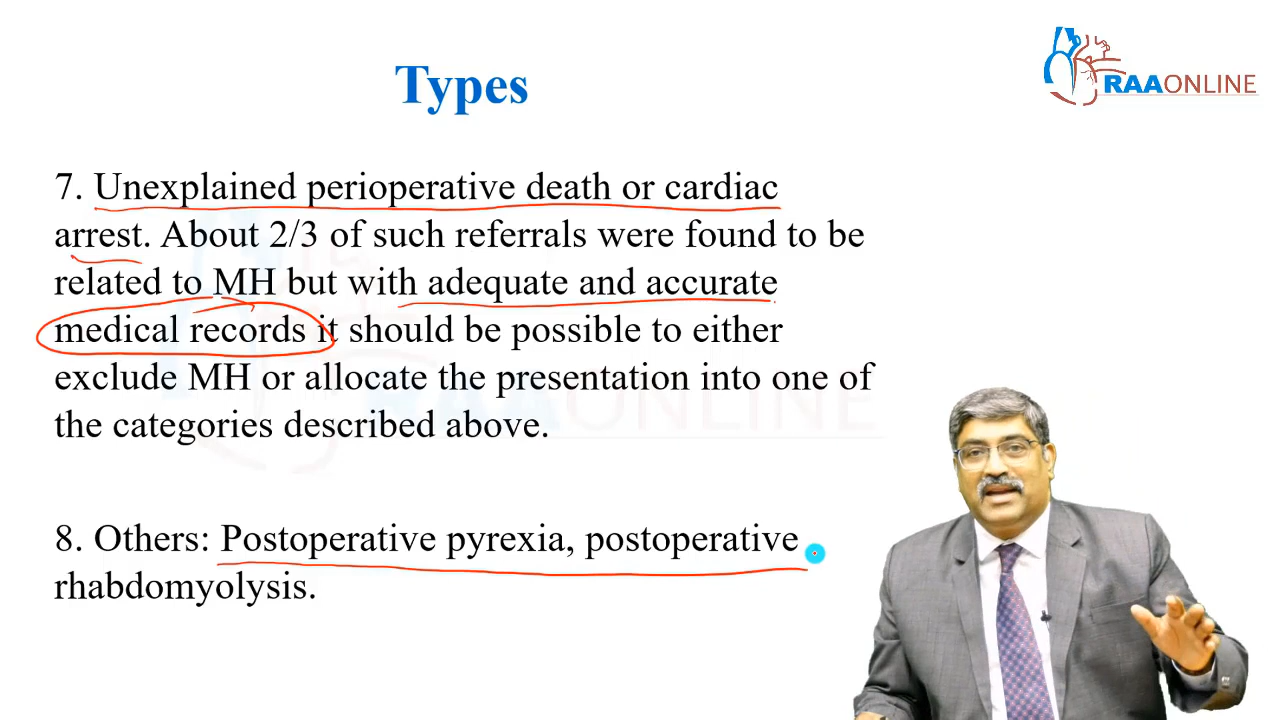 RAAONLINE
Types
7. Unexplained perioperative death or cardiac
arrest. About 2/3 of such referrals were found to be
related to MH but with adequate and accurate
medical records it should be possible to either
exclude MH or allocate the presentation into one of
the categories described above.
8. Others: Postoperative pyrexia, postoperative
rhabdomyolysis.
RAAONLINE